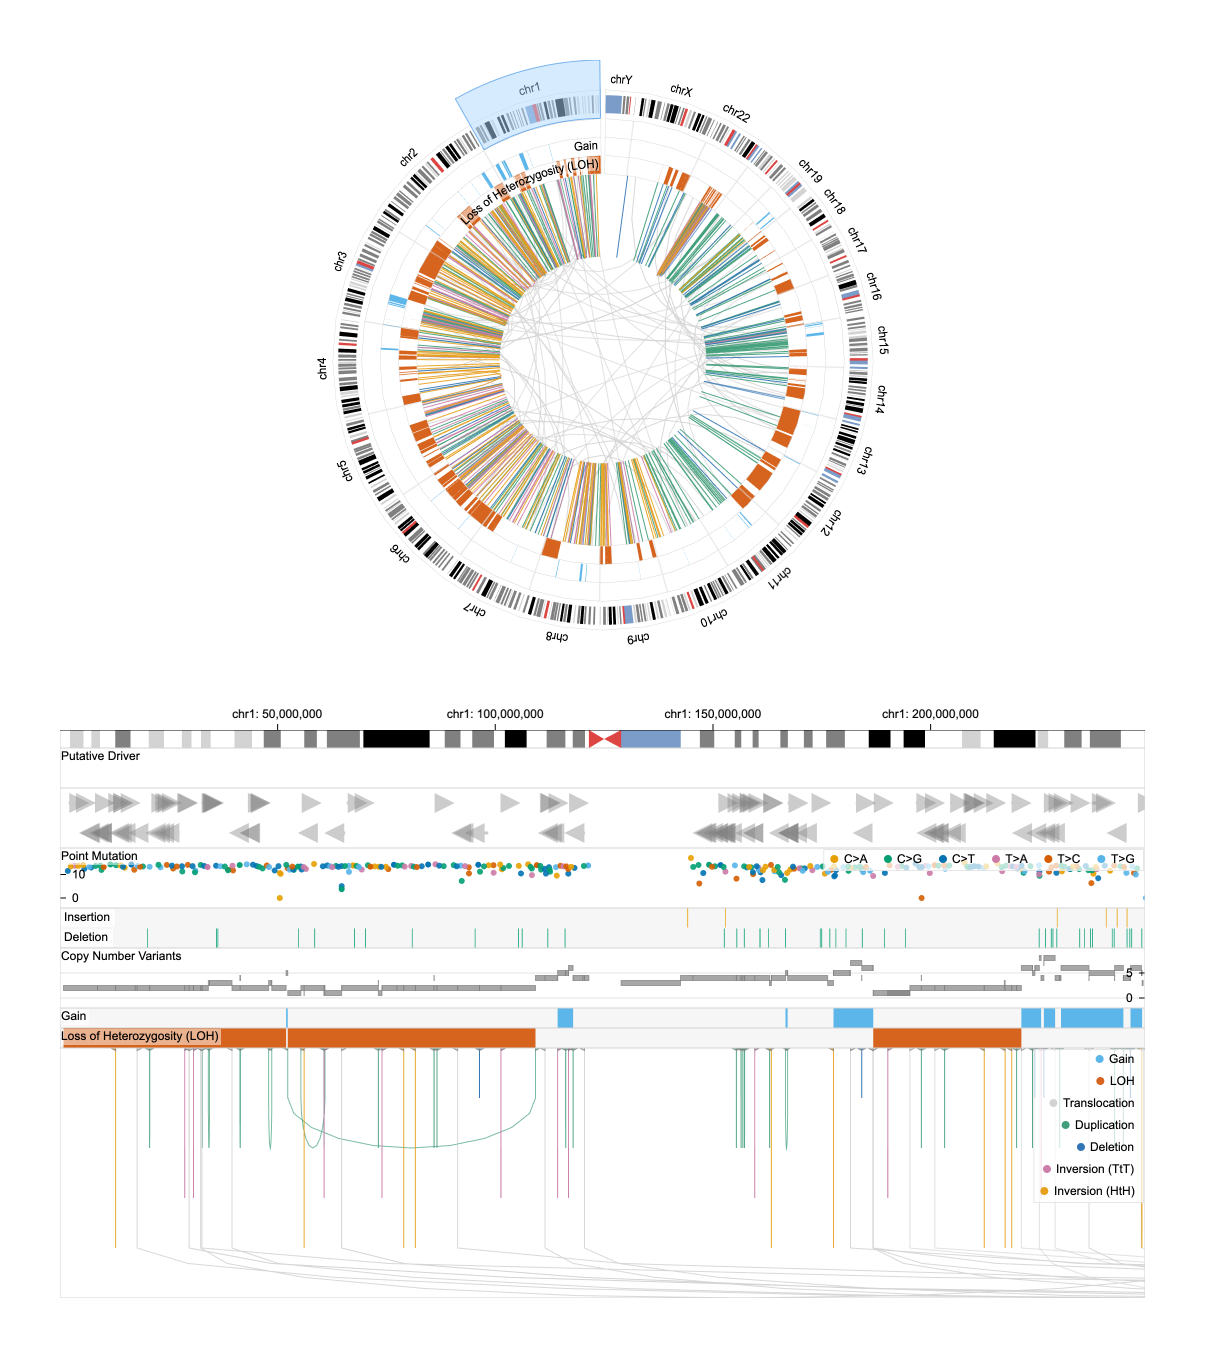 chr1
chrY
chrX
chr22
chr2
chr19
chr18
chr17
chr16
chr15
chr14
chr13
chr12
chr11
chr10
chr9
chr8
chr7
chr6
chr5
chr4
chr3
Gain
Loss of Heterozygosity (LOH)
chr1: 50,000,000 chr1: 100,000,000 chr1: 150,000,000 chr1: 200,000,000
Putative Driver
Point Mutation
C>A C>G C>T T>A T>C T>G
10
0
Insertion
Deletion
Copy Number Variants
5
0
Gain
Loss of Heterozygosity (LOH)
Gain
LOH
Translocation
Duplication
Deletion
Inversion (TtT)
Inversion (HtH)